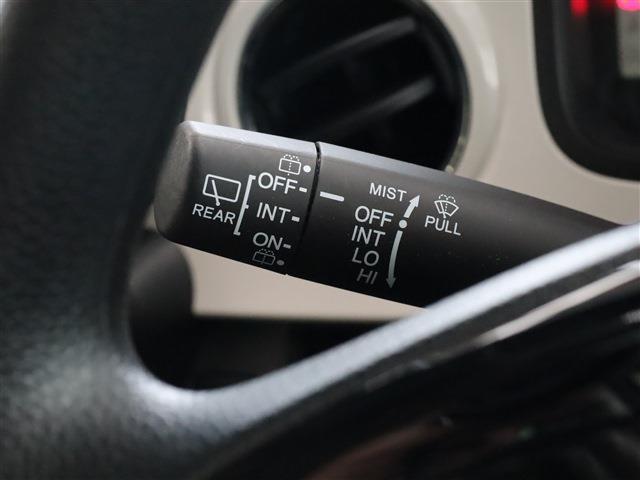 REAR
OFF
INT
ON
MIST
OFF
INT
LO
HI
PULL